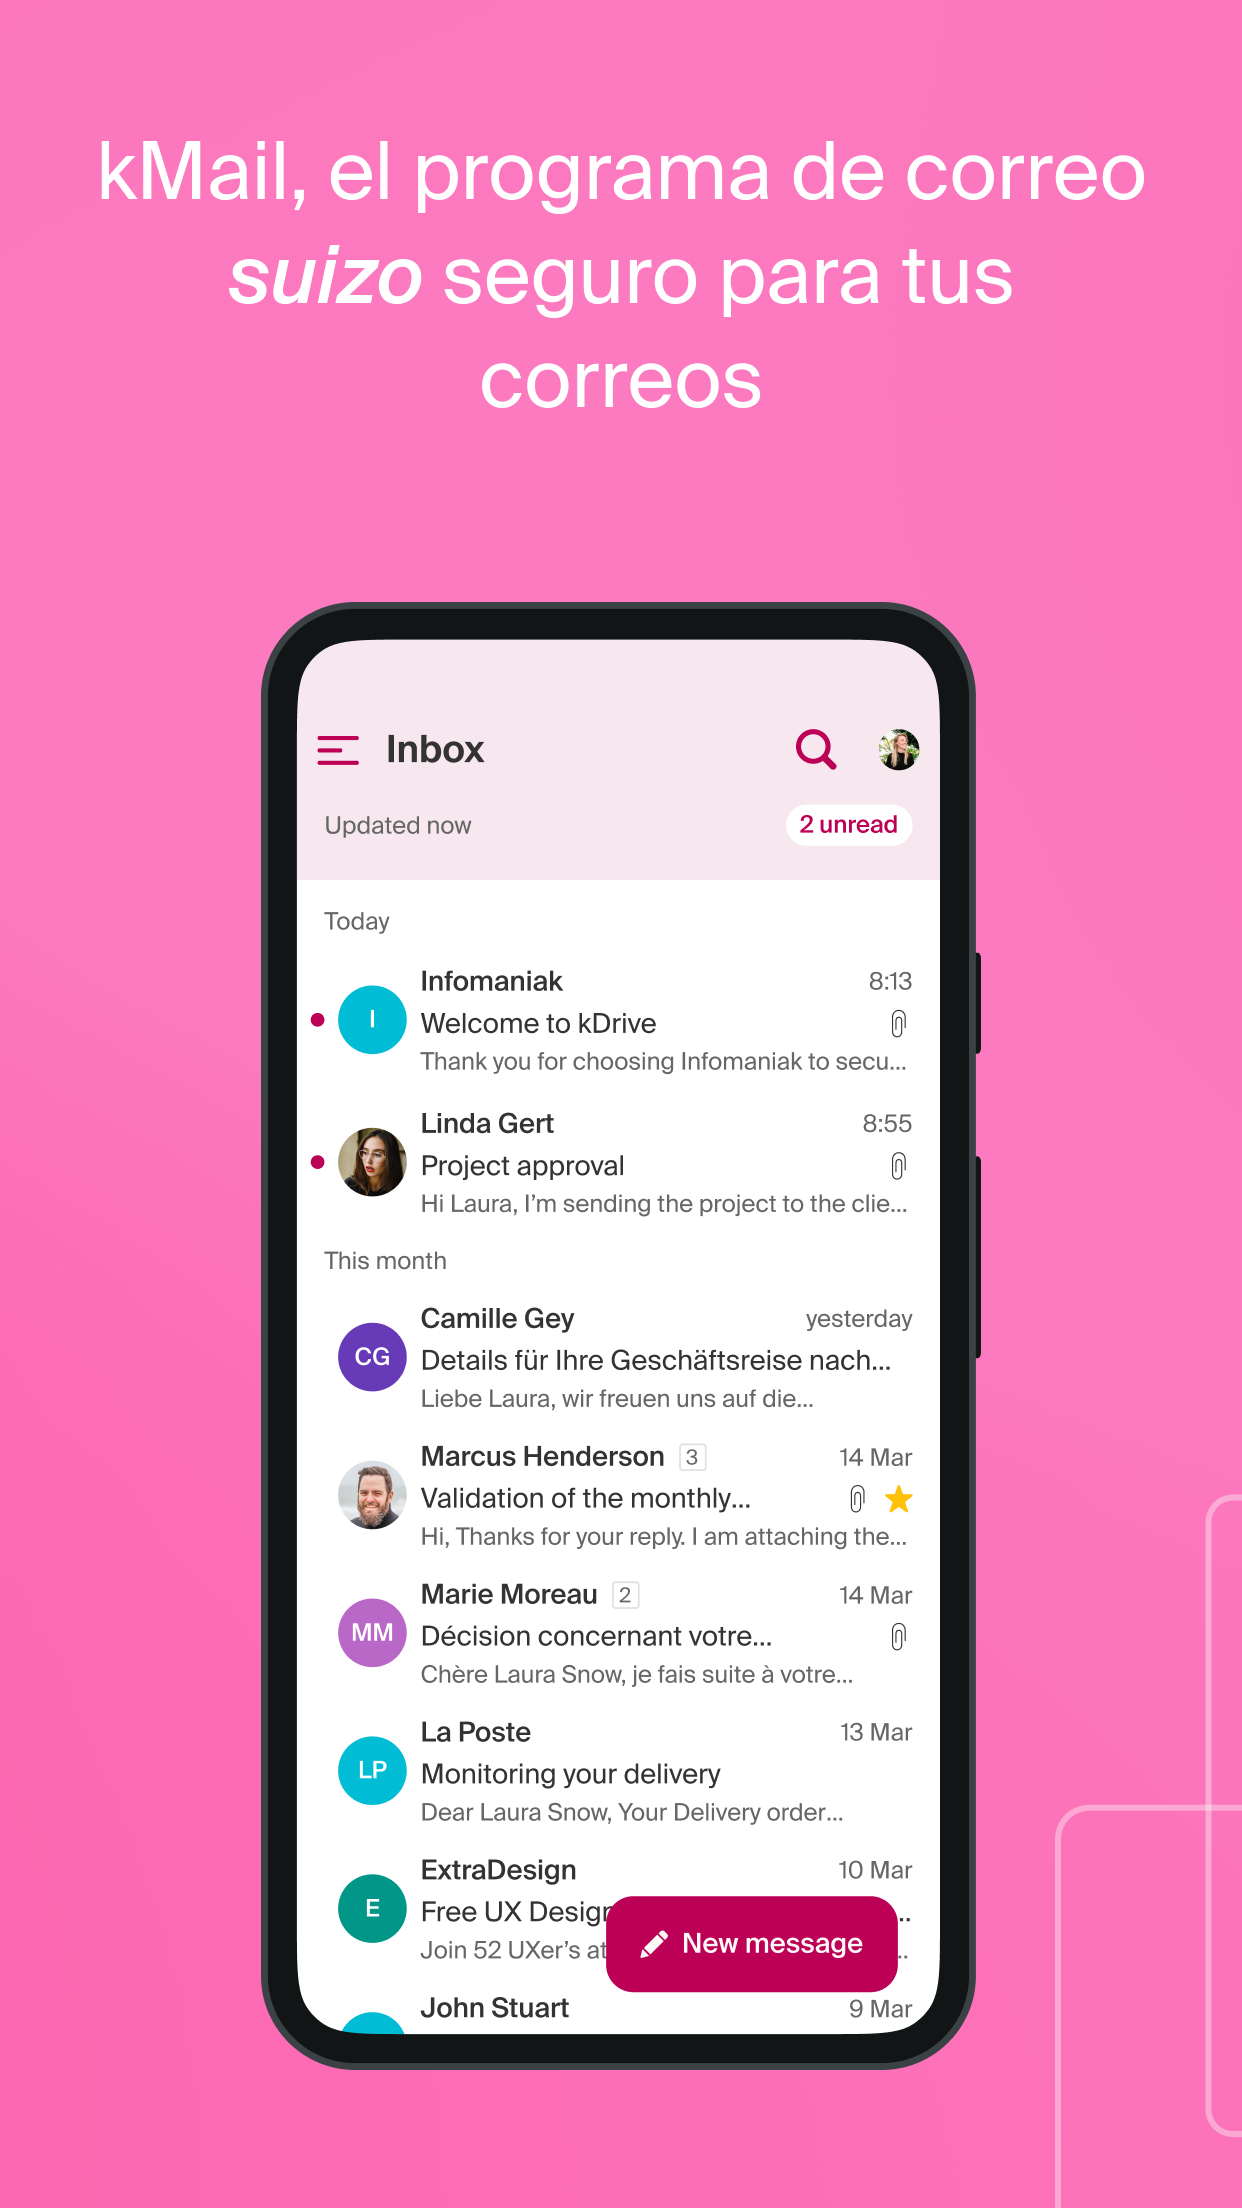 kMail, el programa de correo
suizo seguro para tus
correos
Inbox
Updated now
2 unread
Today
Infomaniak
8:13
I
Welcome to kDrive
Thank you for choosing Infomaniak to secu...
Linda Gert
8:55
Project approval
Hi Laura, I'm sending the project to the clie...
This month
Camille Gey
yesterday
CG
Details für Ihre Geschäftsreise nach...
Liebe Laura, wir freuen uns auf die...
Marcus Henderson 3
14 Mar
Validation of the monthly...
Hi, Thanks for your reply. I am attaching the...
Marie Moreau 2
14 Mar
MM
Décision concernant votre...
Chère Laura Snow, je fais suite à votre...
La Poste
13 Mar
LP
Monitoring your delivery
Dear Laura Snow, Your Delivery order...
ExtraDesign
10 Mar
E
Free UX Design
Join 52 UXer's at
New message
John Stuart
9 Mar